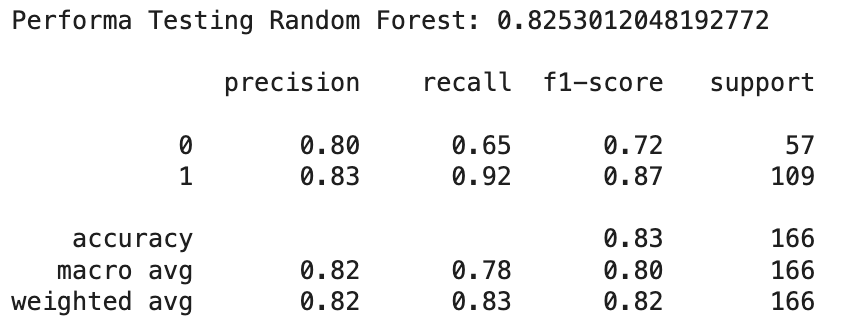 Performa Testing Random Forest: 0.8253012048192772
precision recall f1-score support
0 0.80 0.65 0.72 57
1 0.83 0.92 0.87 109
accuracy 0.83 166
macro avg 0.82 0.78 0.80 166
weighted avg 0.82 0.83 0.82 166